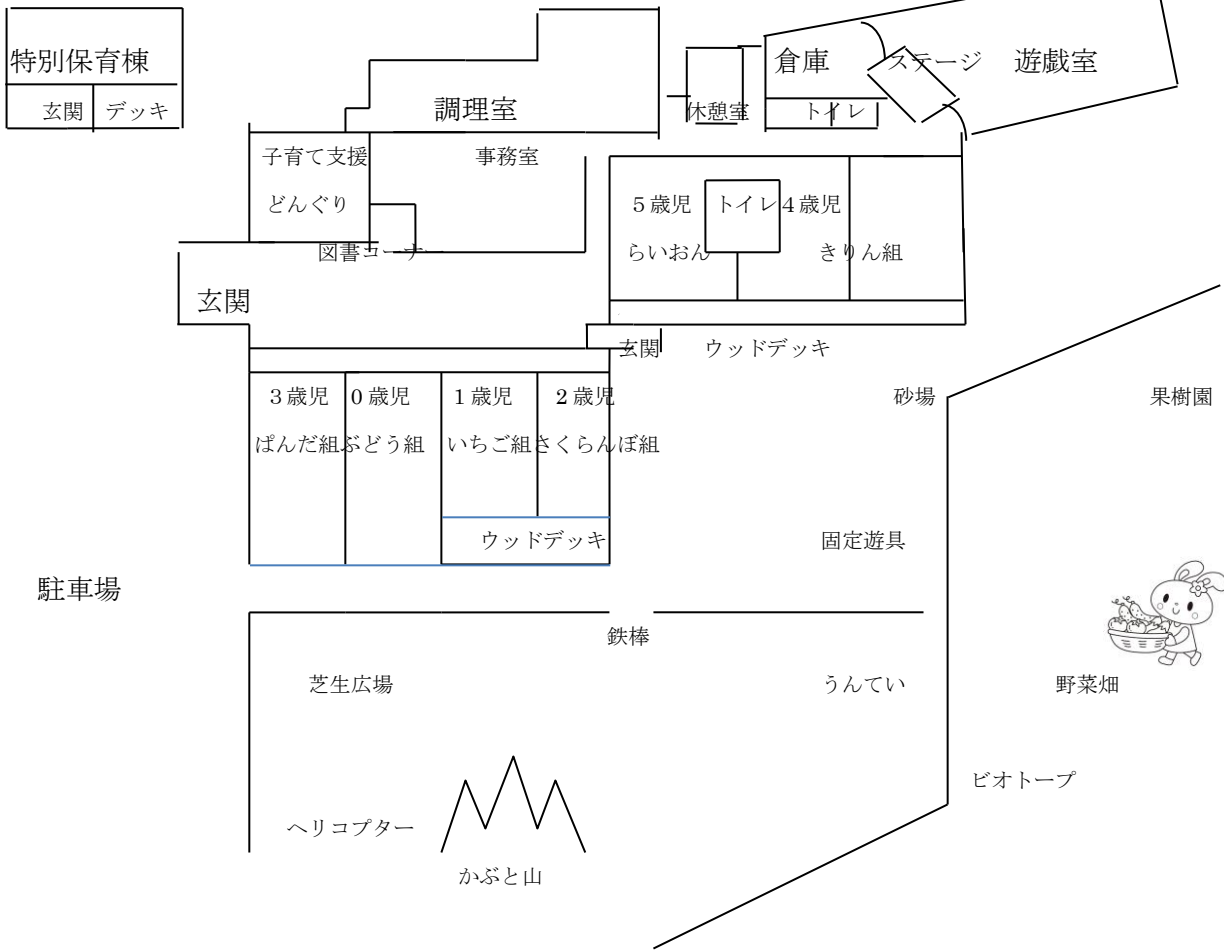 特別保育棟
玄関
デッキ
調理室
休憩室
倉庫
ステージ
遊戯室
トイレ
子育て支援
どんぐり
事務室
図書コーナー
５歳児
らいおん
トイレ
４歳児
きりん組
玄関
玄関
ウッドデッキ
３歳児
ぱんだ組
0 歳児
ぶどう組
１歳児
いちご組
２歳児
さくらんぼ組
ウッドデッキ
砂場
果樹園
固定遊具
駐車場
鉄棒
芝生広場
うんてい
野菜畑
ビオトープ
ヘリコプター
かぶと山